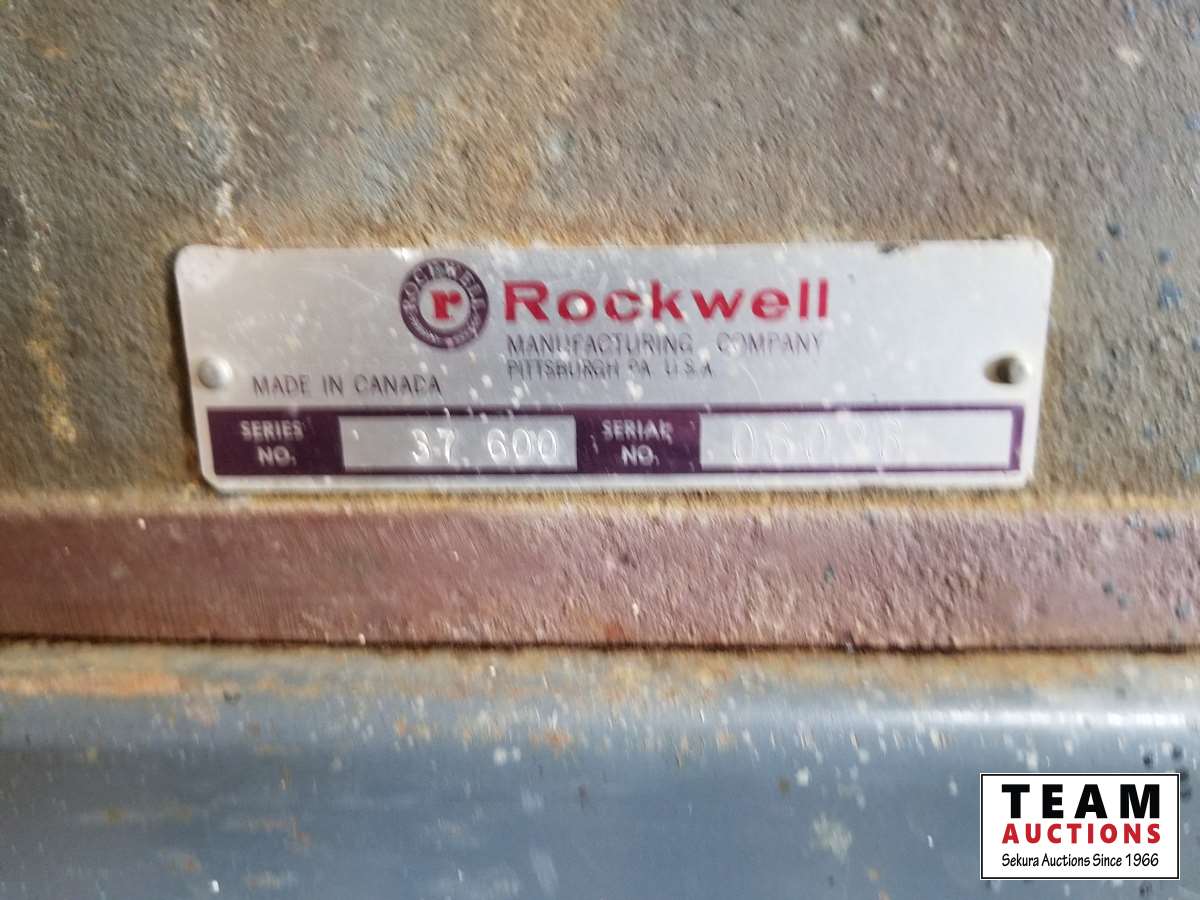 ROCKWELL
r
Rockwell
MANUFACTURING COMPANY
PITTSBURGH PA. U.S.A.
MADE IN CANADA
SERIES NO. 37 600
SERIAL NO.
TEAM
AUCTIONS
Sekura Auctions Since 1966